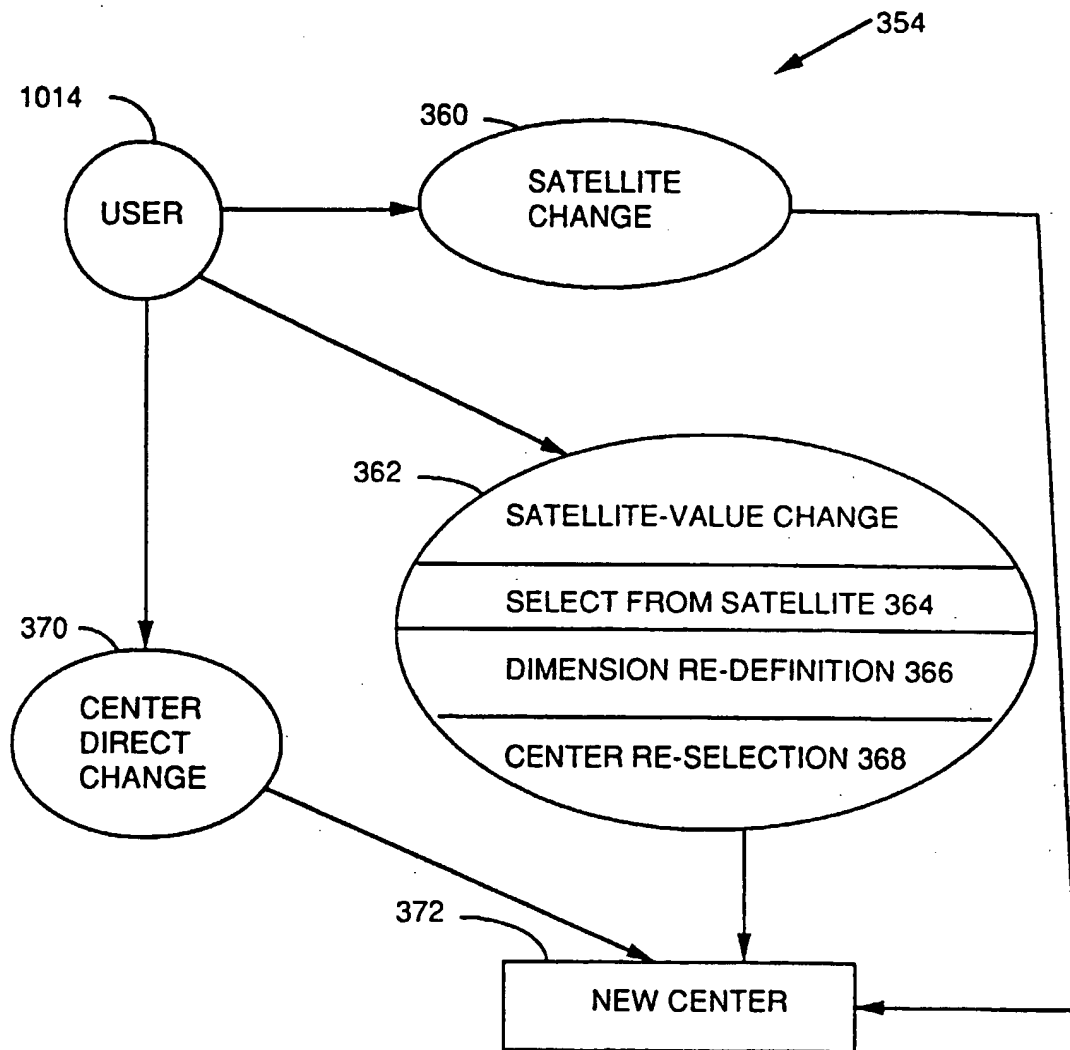 354
1014
360
USER
SATELLITE
CHANGE
362
SATELLITE-VALUE CHANGE
SELECT FROM SATELLITE 364
DIMENSION RE-DEFINITION 366
CENTER RE-SELECTION 368
370
CENTER
DIRECT
CHANGE
372
NEW CENTER